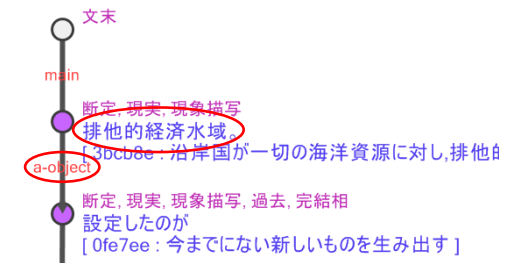 文末
main
断定, 現実, 現象描写
排他的経済水域。
[ 3bcb8e : 沿岸国が一切の海洋資源に対し,排他的
a-object
断定, 現実, 現象描写, 過去, 完結相
設定したのが
[ 0fe7ee : 今までにない新しいものを生み出す ]